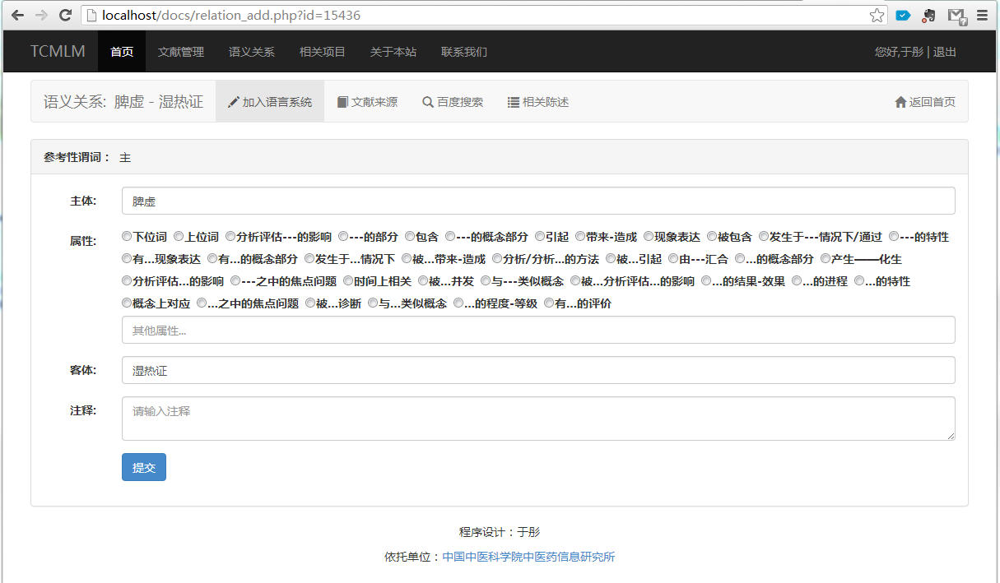 localhost/docs/relation_add.php?id=15436
TCMLM 首页 文献管理 语义关系 相关项目 关于本站 联系我们 您好,于彤 | 退出
语义关系: 脾虚 - 湿热证 加入语言系统 文献来源 百度搜索 相关陈述 返回首页
参考性谓词： 主
主体: 脾虚
属性: 下位词 上位词 分析评估---的影响 ---的部分 包含 ---的概念部分 引起 带来-造成 现象表达 被包含 发生于---情况下/通过 ---的特性
有...现象表达 有...的概念部分 发生于...情况下 被...带来-造成 分析/分析...的方法 被...引起 由---汇合 ...的概念部分 产生——化生
分析评估...的影响 ---之中的焦点问题 时间上相关 被...并发 与---类似概念 被...分析评估...的影响 ...的结果-效果 ...的进程 ...的特性
概念上对应 ...之中的焦点问题 被...诊断 与...类似概念 ...的程度-等级 有...的评价
其他属性...
客体: 湿热证
注释: 请输入注释
提交
程序设计：于彤
依托单位：中国中医科学院中医药信息研究所